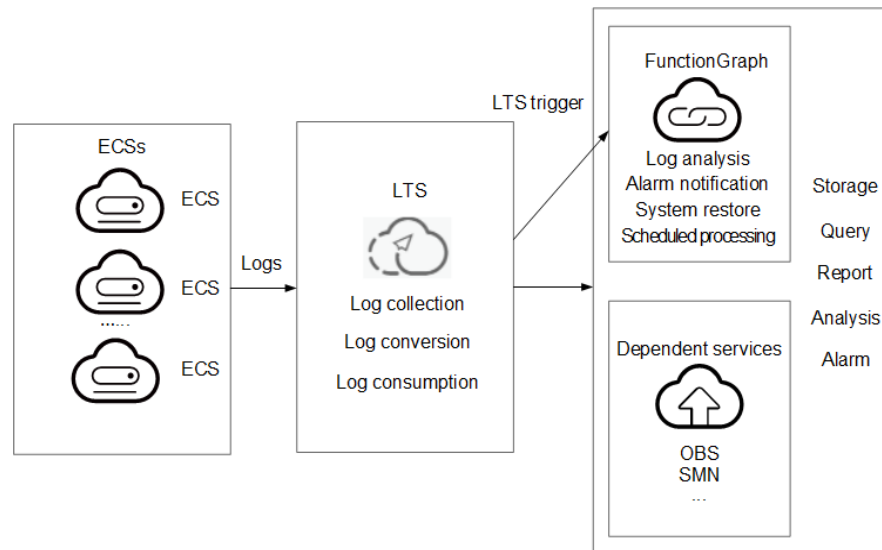 ECSs
ECS
ECS
......
ECS
Logs
LTS
Log collection
Log conversion
Log consumption
LTS trigger
FunctionGraph
Log analysis
Alarm notification
System restore
Scheduled processing
Dependent services
OBS
SMN
...
Storage
Query
Report
Analysis
Alarm